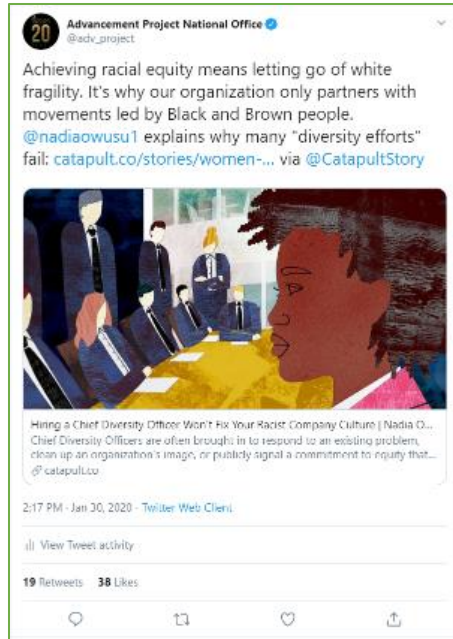 20
Advancement Project National Office
@adv_project
Achieving racial equity means letting go of white
fragility. It's why our organization only partners with
movements led by Black and Brown people.
@nadiaowusu1 explains why many "diversity efforts"
fail: catapult.co/stories/women-... via @CatapultStory
Hiring a Chief Diversity Officer Won't Fix Your Racist Company Culture | Nadia O...
Chief Diversity Officers are often brought in to respond to an existing problem,
clean up an organization's image, or publicly signal a commitment to equity that...
catapult.co
2:17 PM · Jan 30, 2020 · Twitter Web Client
View Tweet activity
19 Retweets 38 Likes